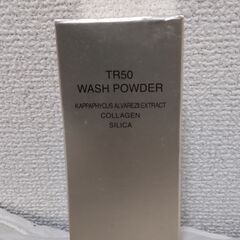 TR50
WASH POWDER
KAPPAPHYCUS ALVAREZII EXTRACT
COLLAGEN
SILICA